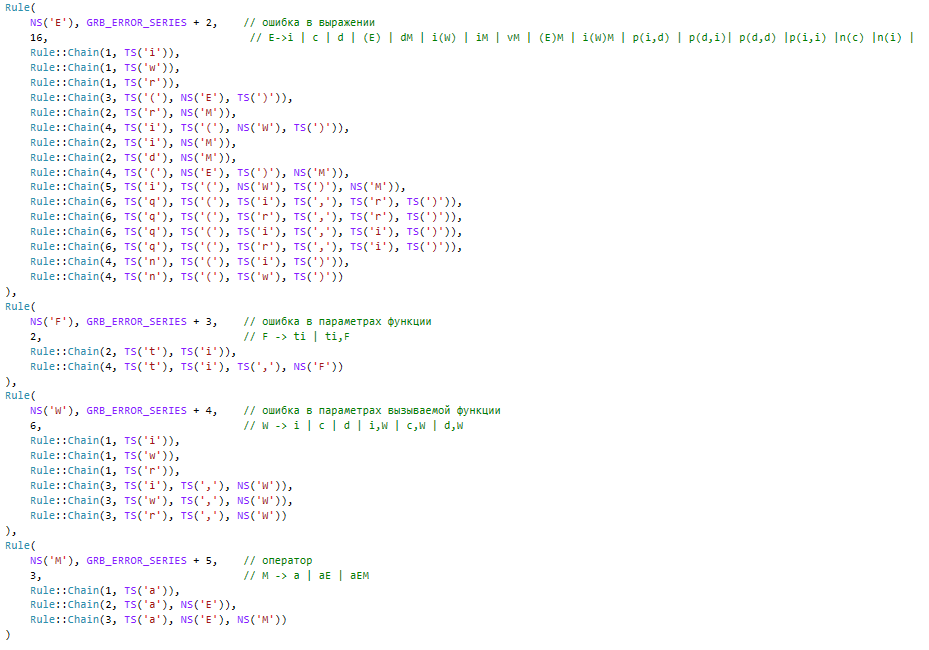 Rule(
NS('E'), GRB_ERROR_SERIES + 2, // ошибка в выражении
16, // E->i | c | d | (E) | dM | i(W) | iM | vM | (E)M | i(W)M | p(i,d) | p(d,i)| p(d,d) |p(i,i) |n(c) |n(i) |
Rule::Chain(1, TS('i')),
Rule::Chain(1, TS('w')),
Rule::Chain(1, TS('r')),
Rule::Chain(3, TS('('), NS('E'), TS(')')),
Rule::Chain(2, TS('r'), NS('M')),
Rule::Chain(4, TS('i'), TS('('), NS('W'), TS(')')),
Rule::Chain(2, TS('i'), NS('M')),
Rule::Chain(2, TS('d'), NS('M')),
Rule::Chain(4, TS('('), NS('E'), TS(')'), NS('M')),
Rule::Chain(5, TS('i'), TS('('), NS('W'), TS(')'), NS('M')),
Rule::Chain(6, TS('q'), TS('('), TS('i'), TS(','), TS('r'), TS(')')),
Rule::Chain(6, TS('q'), TS('('), TS('r'), TS(','), TS('r'), TS(')')),
Rule::Chain(6, TS('q'), TS('('), TS('i'), TS(','), TS('i'), TS(')')),
Rule::Chain(6, TS('q'), TS('('), TS('r'), TS(','), TS('i'), TS(')')),
Rule::Chain(4, TS('n'), TS('('), TS('i'), TS(')')),
Rule::Chain(4, TS('n'), TS('('), TS('w'), TS(')'))
),
Rule(
NS('F'), GRB_ERROR_SERIES + 3, // ошибка в параметрах функции
2, // F -> ti | ti,F
Rule::Chain(2, TS('t'), TS('i')),
Rule::Chain(4, TS('t'), TS('i'), TS(','), NS('F'))
),
Rule(
NS('W'), GRB_ERROR_SERIES + 4, // ошибка в параметрах вызываемой функции
6, // W -> i | c | d | i,W | c,W | d,W
Rule::Chain(1, TS('i')),
Rule::Chain(1, TS('w')),
Rule::Chain(1, TS('r')),
Rule::Chain(3, TS('i'), TS(','), NS('W')),
Rule::Chain(3, TS('w'), TS(','), NS('W')),
Rule::Chain(3, TS('r'), TS(','), NS('W'))
),
Rule(
NS('M'), GRB_ERROR_SERIES + 5, // оператор
3, // M -> a | aE | aEM
Rule::Chain(1, TS('a')),
Rule::Chain(2, TS('a'), NS('E')),
Rule::Chain(3, TS('a'), NS('E'), NS('M'))
)